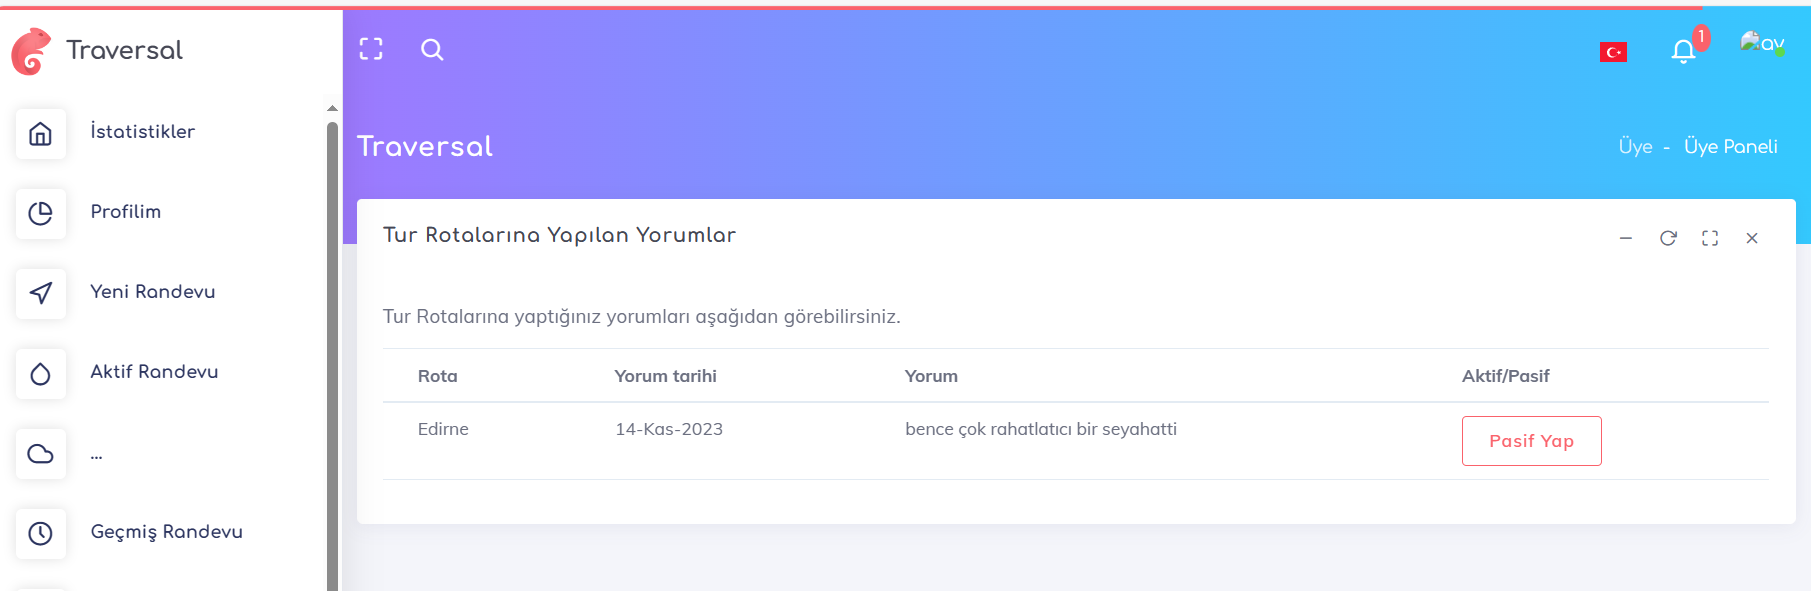 Traversal
1
av
İstatistikler
Profilim
Yeni Randevu
Aktif Randevu
...
Geçmiş Randevu
Traversal
Üye - Üye Paneli
Tur Rotalarına Yapılan Yorumlar
Tur Rotalarına yaptığınız yorumları aşağıdan görebilirsiniz.
Rota Yorum tarihi Yorum Aktif/Pasif
Edirne 14-Kas-2023 bence çok rahatlatıcı bir seyahatti Pasif Yap